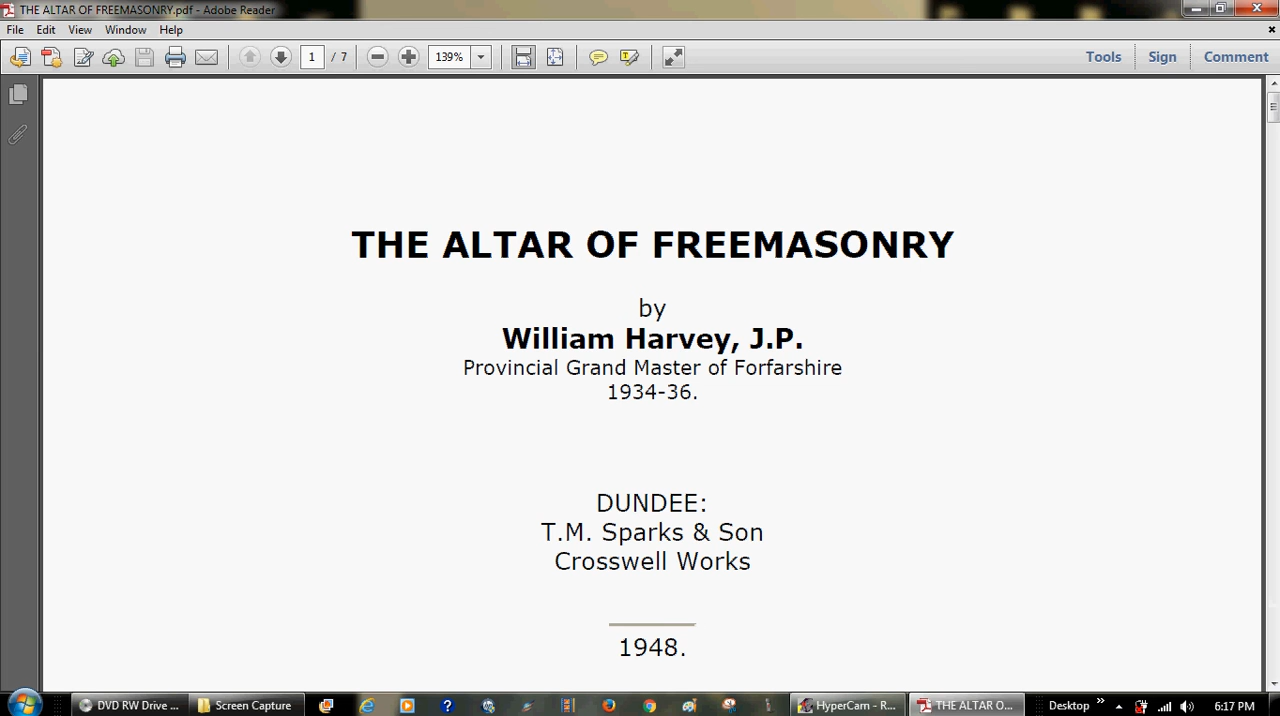 THE ALTAR OF FREEMASONRY.pdf - Adobe Reader
File Edit View Window Help
1 / 7 139% Tools Sign Comment
THE ALTAR OF FREEMASONRY
by
William Harvey, J.P.
Provincial Grand Master of Forfarshire
1934-36.
DUNDEE:
T.M. Sparks & Son
Crosswell Works
1948.
DVD RW Drive ... Screen Capture HyperCam - R... THE ALTAR O... Desktop 6:17 PM